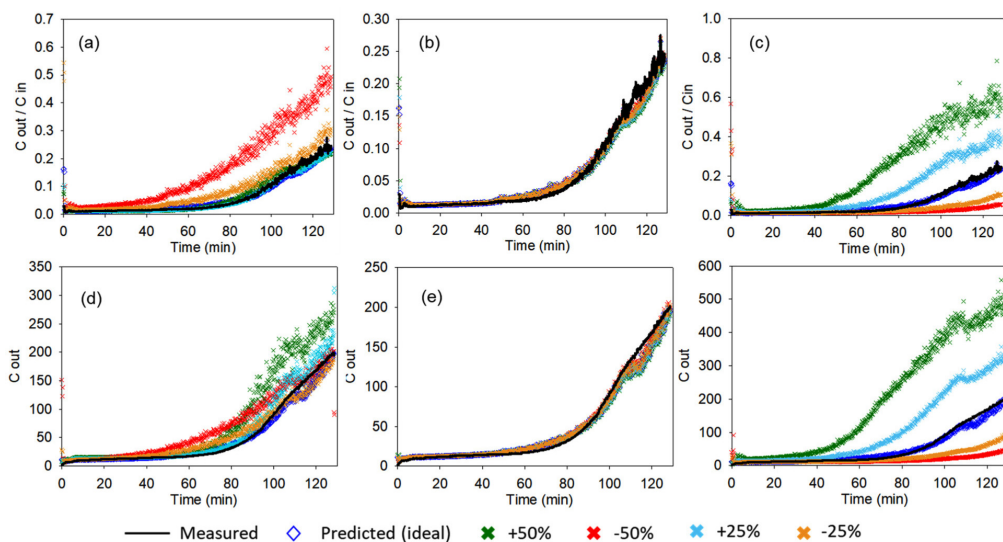 (a)
C out / C in
0.7
0.6
0.5
0.4
0.3
0.2
0.1
0.0
0 20 40 60 80 100 120
Time (min)
(b)
C out / C in
0.30
0.25
0.20
0.15
0.10
0.05
0.00
0 20 40 60 80 100 120
Time (min)
(c)
C out / Cin
1.0
0.8
0.6
0.4
0.2
0.0
0 20 40 60 80 100 120
Time (min)
(d)
C out
350
300
250
200
150
100
50
0
0 20 40 60 80 100 120
Time (min)
(e)
C out
250
200
150
100
50
0
0 20 40 60 80 100 120
Time (min)
C out
600
500
400
300
200
100
0
0 20 40 60 80 100 120
Time (min)
Measured Predicted (ideal) +50% -50% +25% -25%